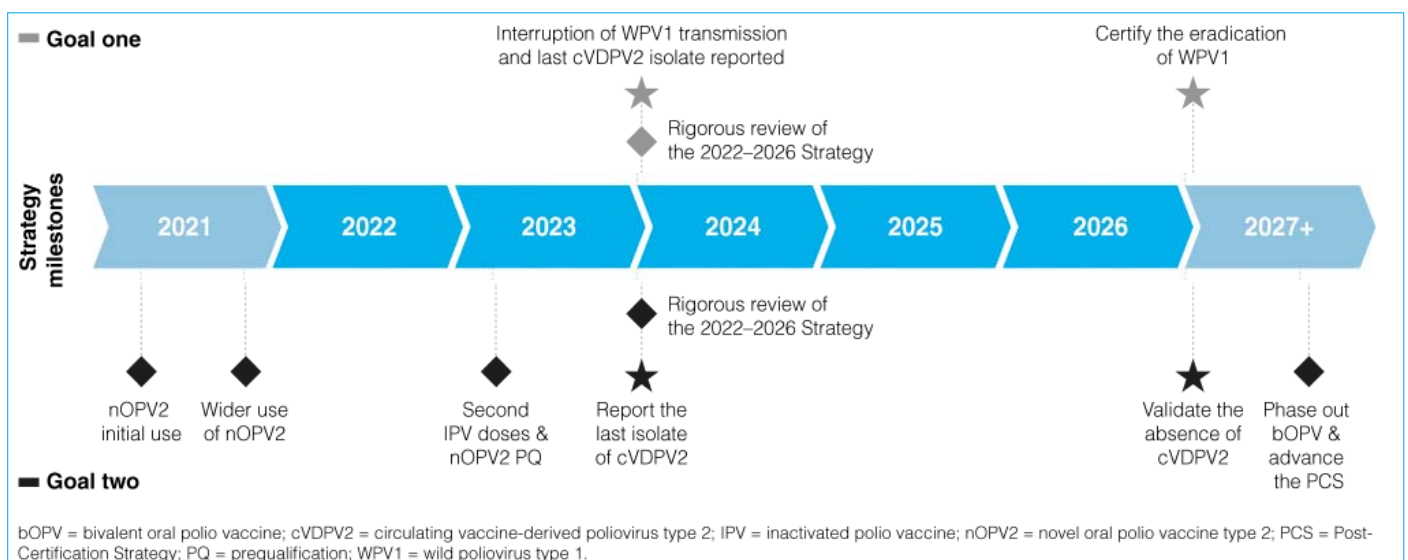 Goal one
Interruption of WPV1 transmission
and last cVDPV2 isolate reported
Certify the eradication
of WPV1
Rigorous review of
the 2022–2026 Strategy
Strategy
milestones
2021
2022
2023
2024
2025
2026
2027+
Rigorous review of
the 2022–2026 Strategy
nOPV2
initial use
Wider use
of nOPV2
Second
IPV doses &
nOPV2 PQ
Report the
last isolate
of cVDPV2
Validate the
absence of
cVDPV2
Phase out
bOPV &
advance
the PCS
Goal two
bOPV = bivalent oral polio vaccine; cVDPV2 = circulating vaccine-derived poliovirus type 2; IPV = inactivated polio vaccine; nOPV2 = novel oral polio vaccine type 2; PCS = Post-
Certification Strategy; PQ = prequalification; WPV1 = wild poliovirus type 1.